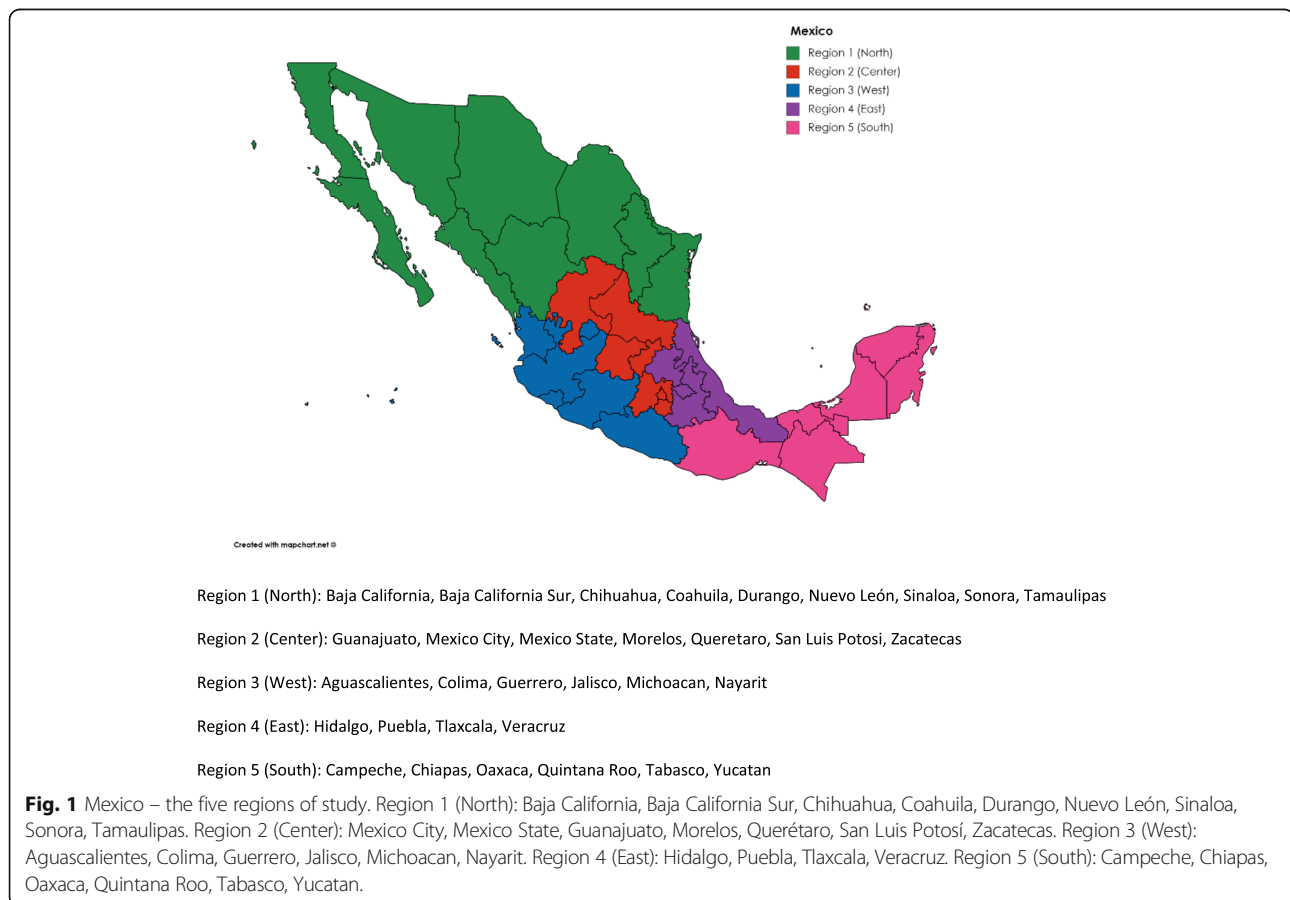 Mexico
Region 1 (North)
Region 2 (Center)
Region 3 (West)
Region 4 (East)
Region 5 (South)
Created with mapchart.net ©
Region 1 (North): Baja California, Baja California Sur, Chihuahua, Coahuila, Durango, Nuevo León, Sinaloa, Sonora, Tamaulipas
Region 2 (Center): Guanajuato, Mexico City, Mexico State, Morelos, Queretaro, San Luis Potosi, Zacatecas
Region 3 (West): Aguascalientes, Colima, Guerrero, Jalisco, Michoacan, Nayarit
Region 4 (East): Hidalgo, Puebla, Tlaxcala, Veracruz
Region 5 (South): Campeche, Chiapas, Oaxaca, Quintana Roo, Tabasco, Yucatan
Fig. 1 Mexico – the five regions of study. Region 1 (North): Baja California, Baja California Sur, Chihuahua, Coahuila, Durango, Nuevo León, Sinaloa,
Sonora, Tamaulipas. Region 2 (Center): Mexico City, Mexico State, Guanajuato, Morelos, Querétaro, San Luis Potosí, Zacatecas. Region 3 (West):
Aguascalientes, Colima, Guerrero, Jalisco, Michoacan, Nayarit. Region 4 (East): Hidalgo, Puebla, Tlaxcala, Veracruz. Region 5 (South): Campeche, Chiapas,
Oaxaca, Quintana Roo, Tabasco, Yucatan.